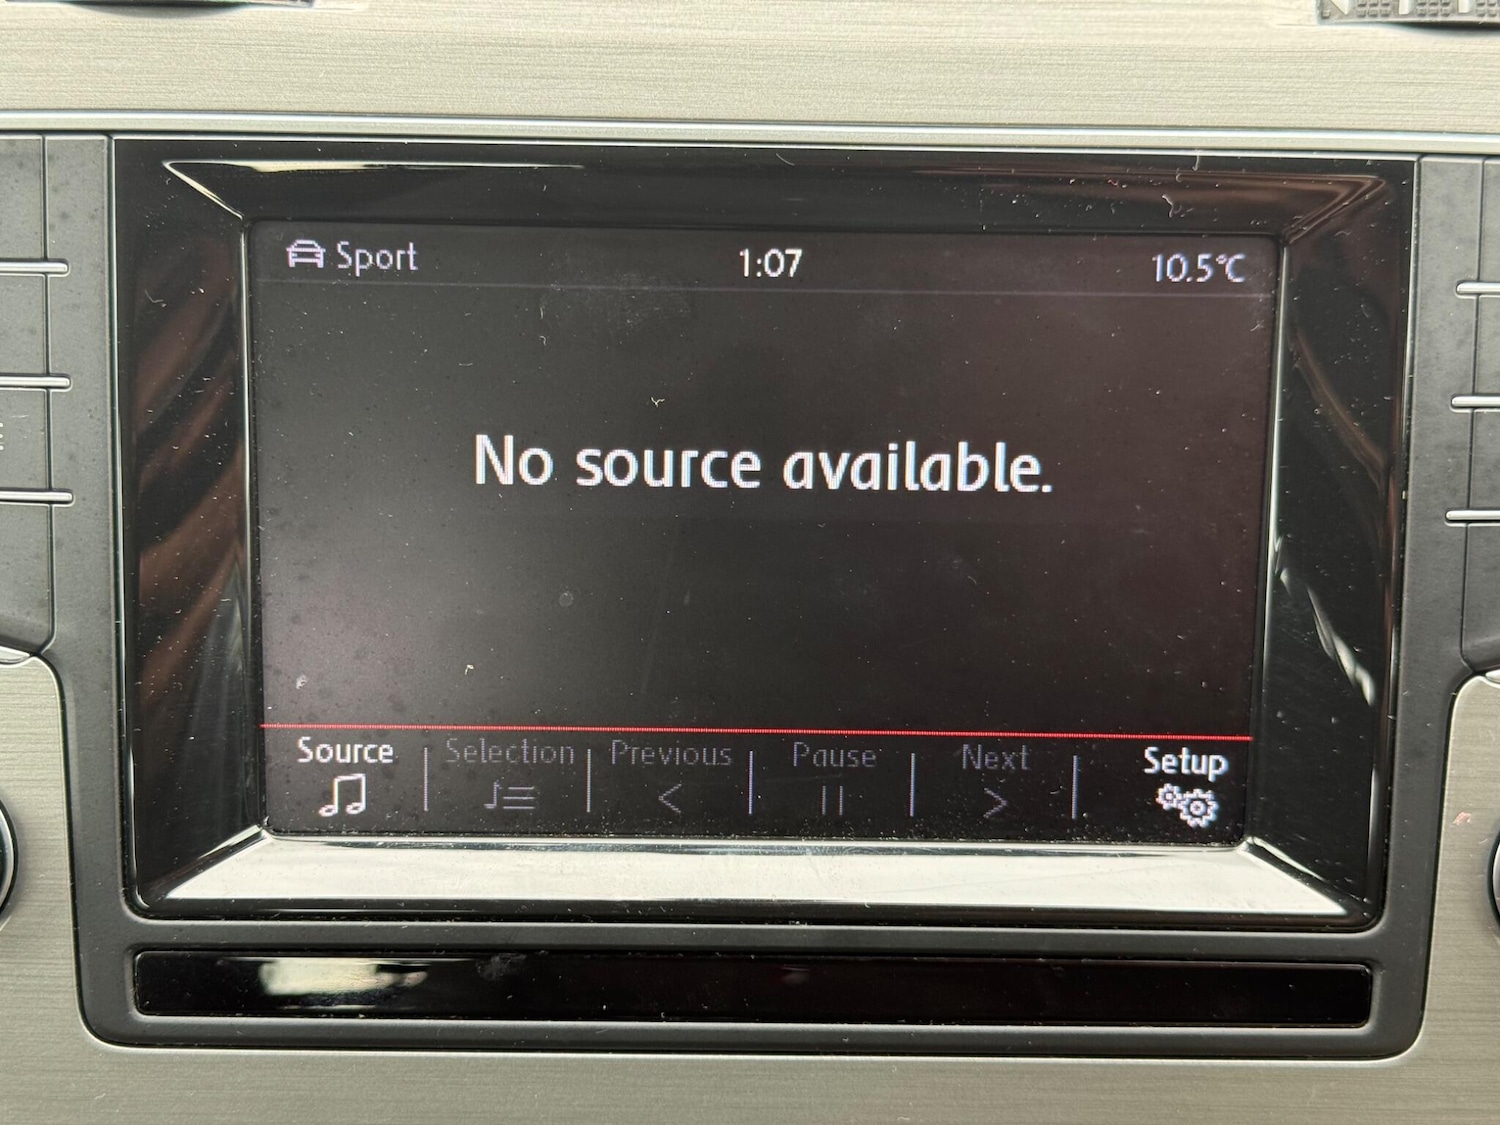 Sport 1:07 10.5°C
No source available.
Source Selection Previous Pause Next Setup